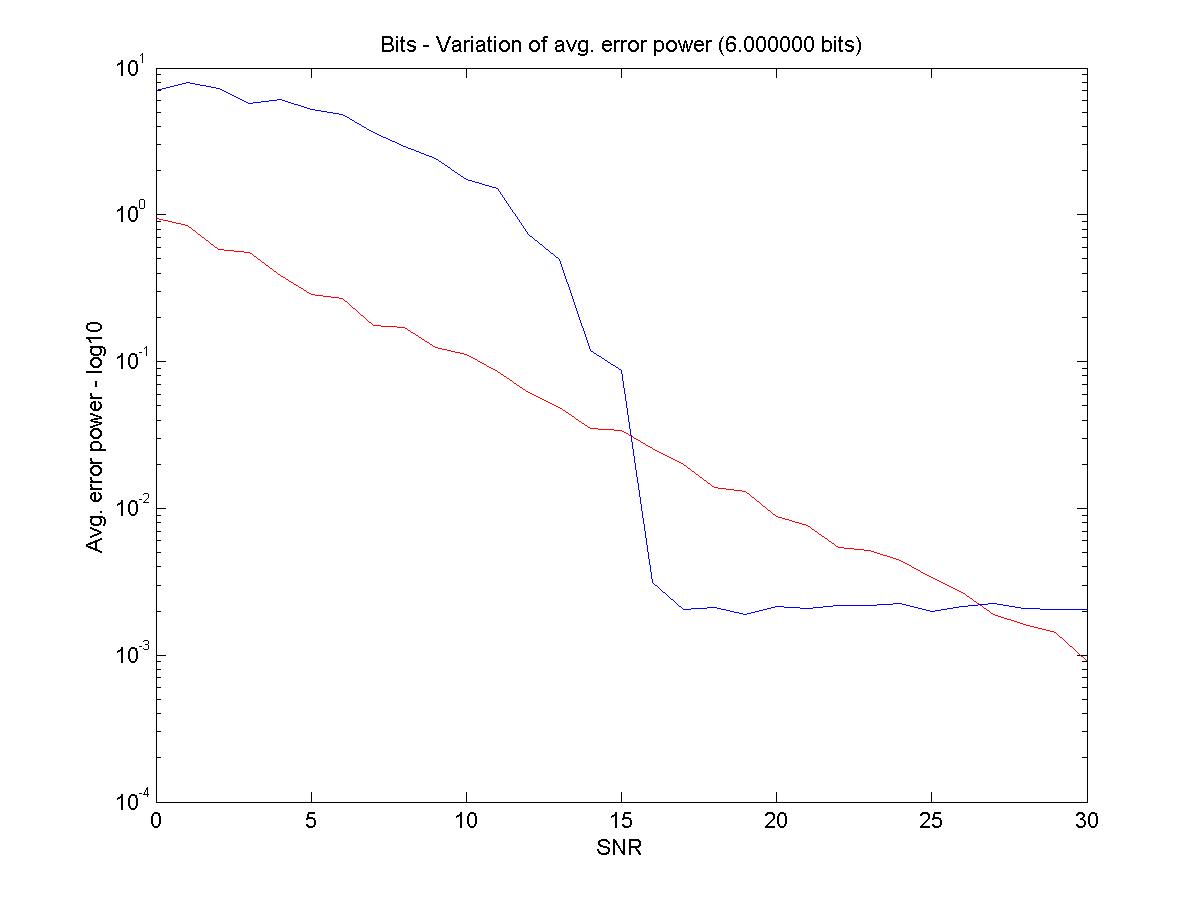 Bits - Variation of avg. error power (6.000000 bits)
10^1
10^0
10^-1
10^-2
10^-3
10^-4
Avg. error power - log10
0 5 10 15 20 25 30
SNR